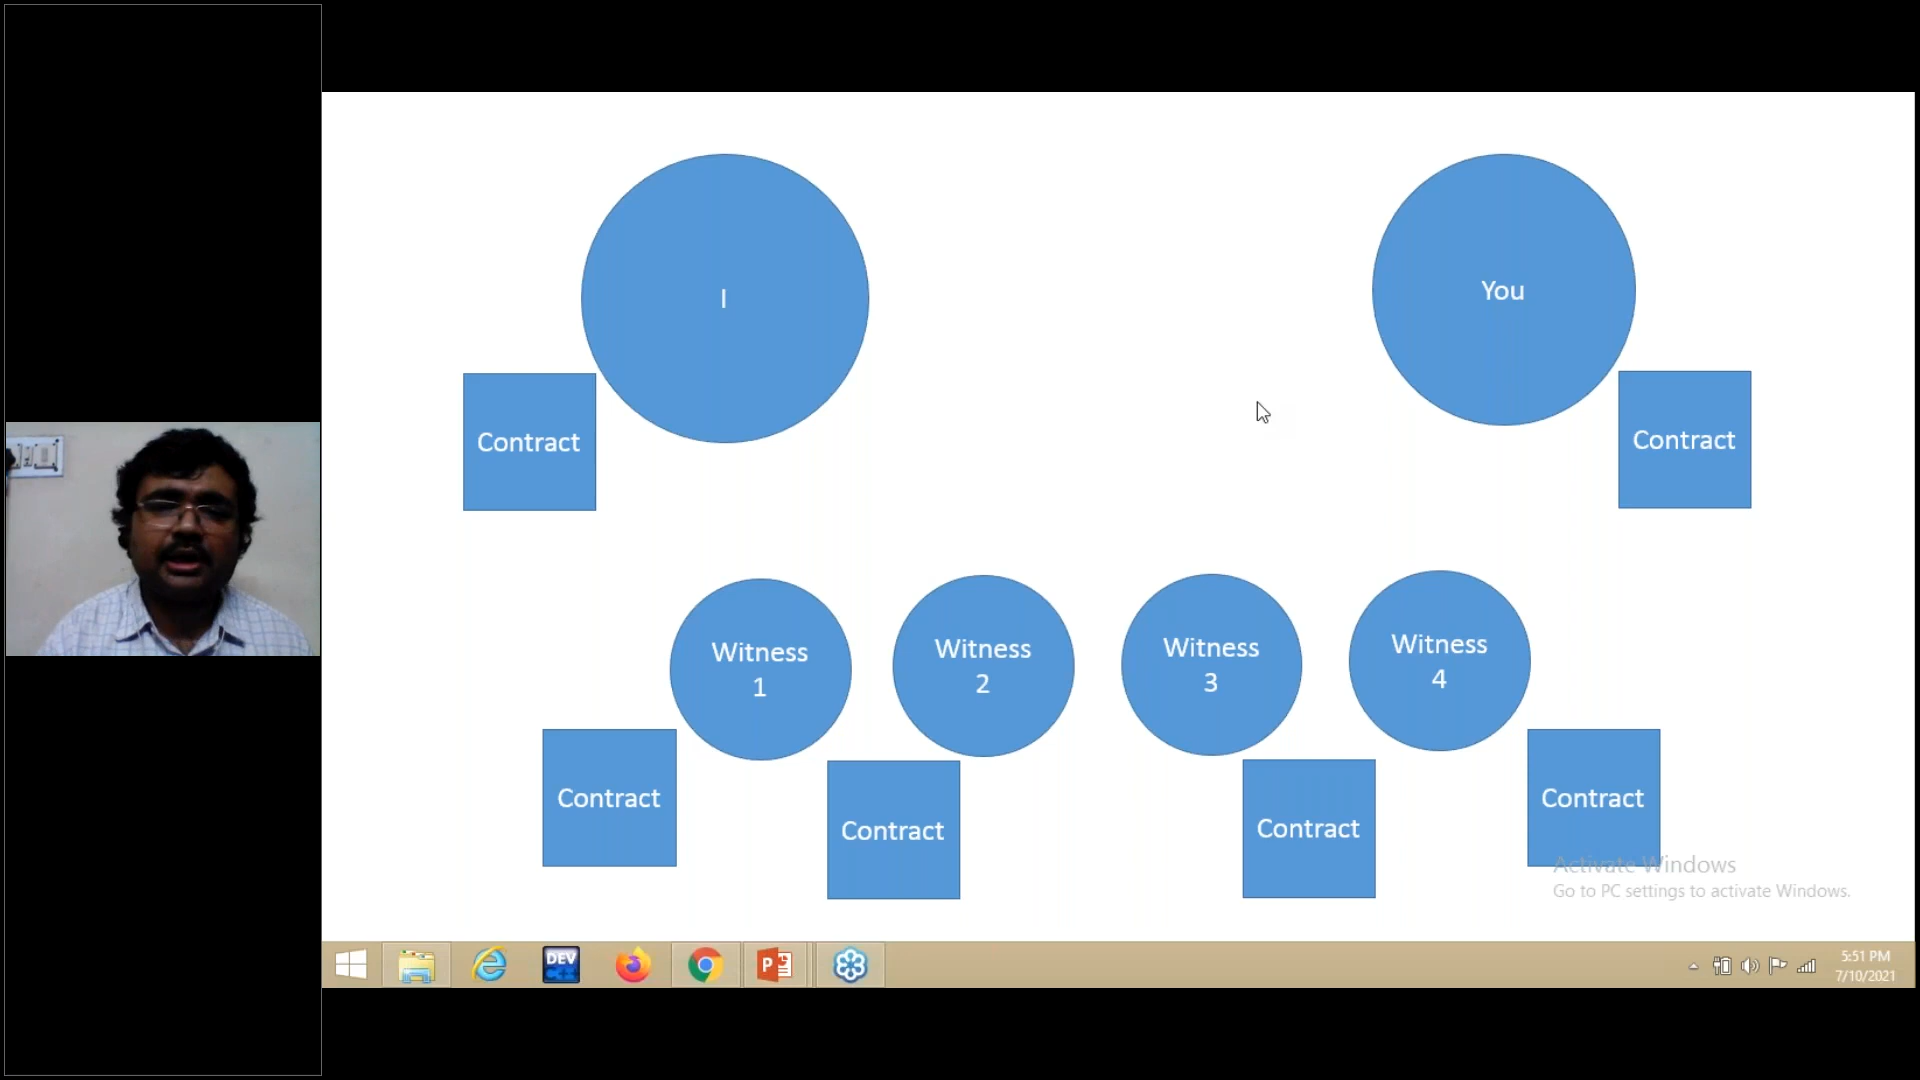 I
You
Contract
Contract
Witness
1
Witness
2
Witness
3
Witness
4
Contract
Contract
Contract
Contract
Activate Windows
Go to PC settings to activate Windows.
DEV
C++
P
5:51 PM
7/10/2021